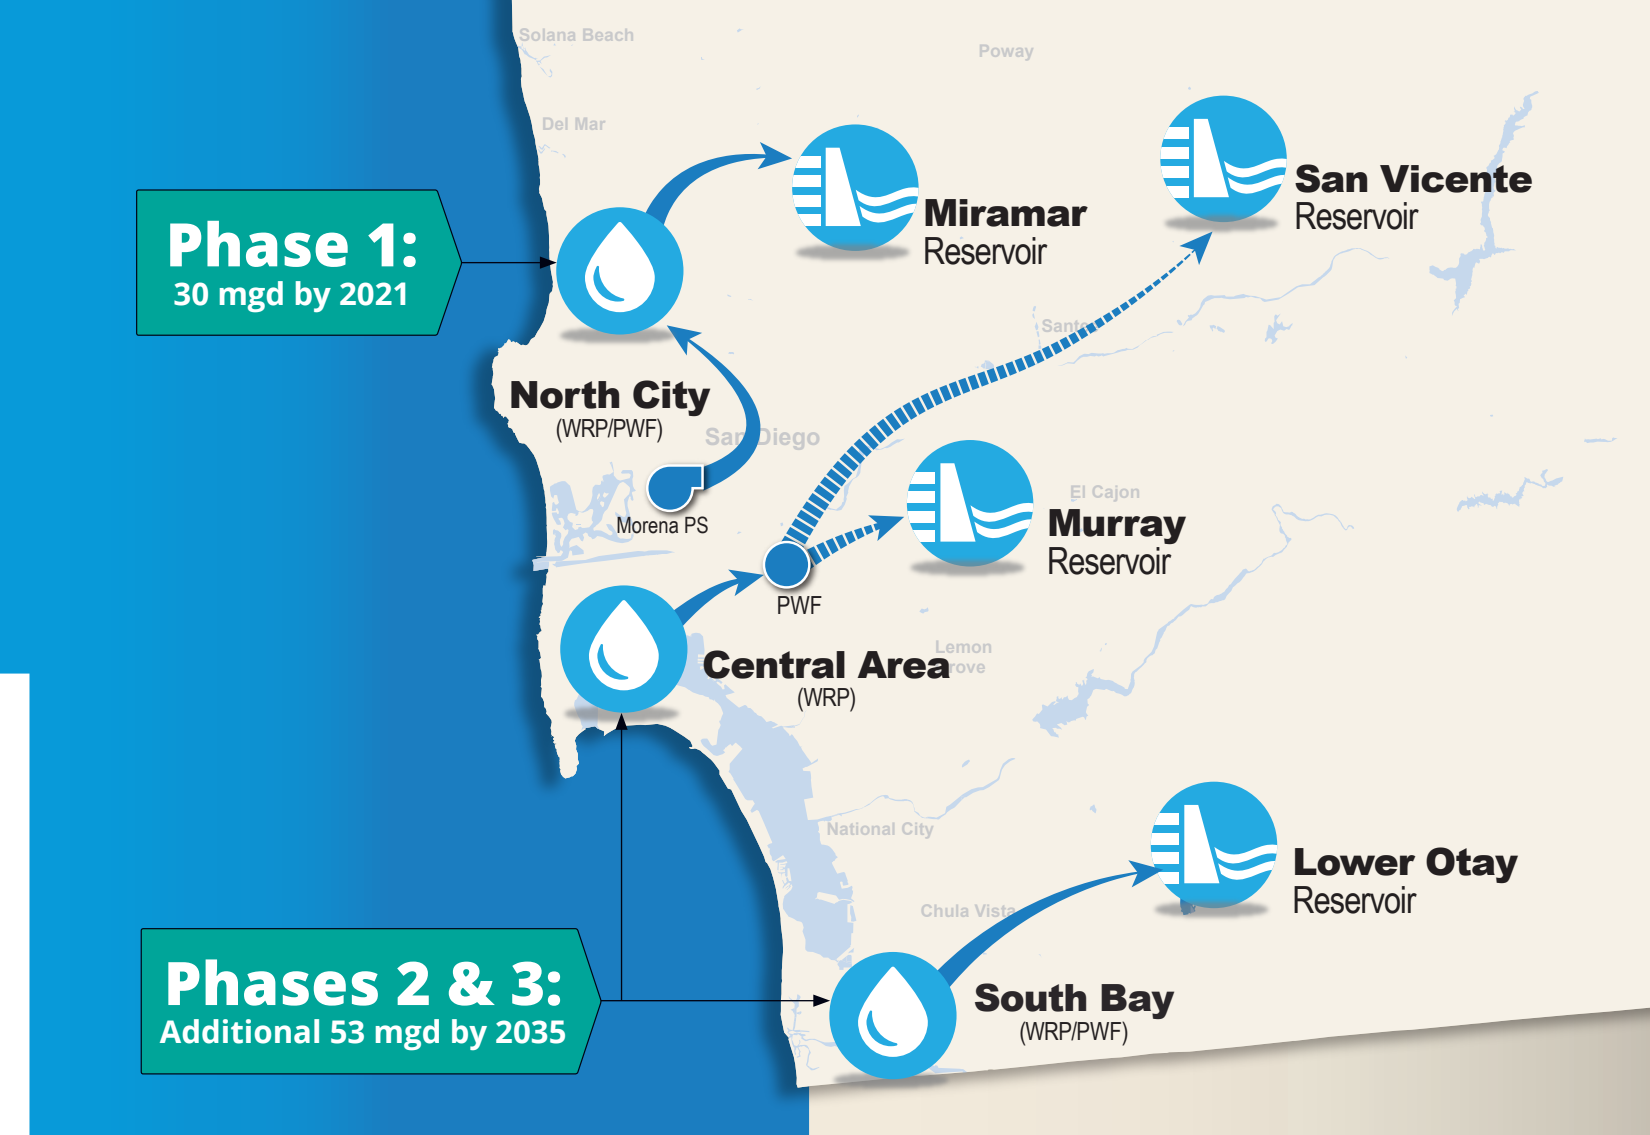 Solana Beach
Poway
Del Mar
San Vicente
Reservoir
Miramar
Reservoir
Phase 1:
30 mgd by 2021
North City
(WRP/PWF)
San Diego
Morena PS
El Cajon
Murray
Reservoir
PWF
Lemon
Central Area
(WRP)
National City
Lower Otay
Reservoir
Chula Vista
Phases 2 & 3:
Additional 53 mgd by 2035
South Bay
(WRP/PWF)